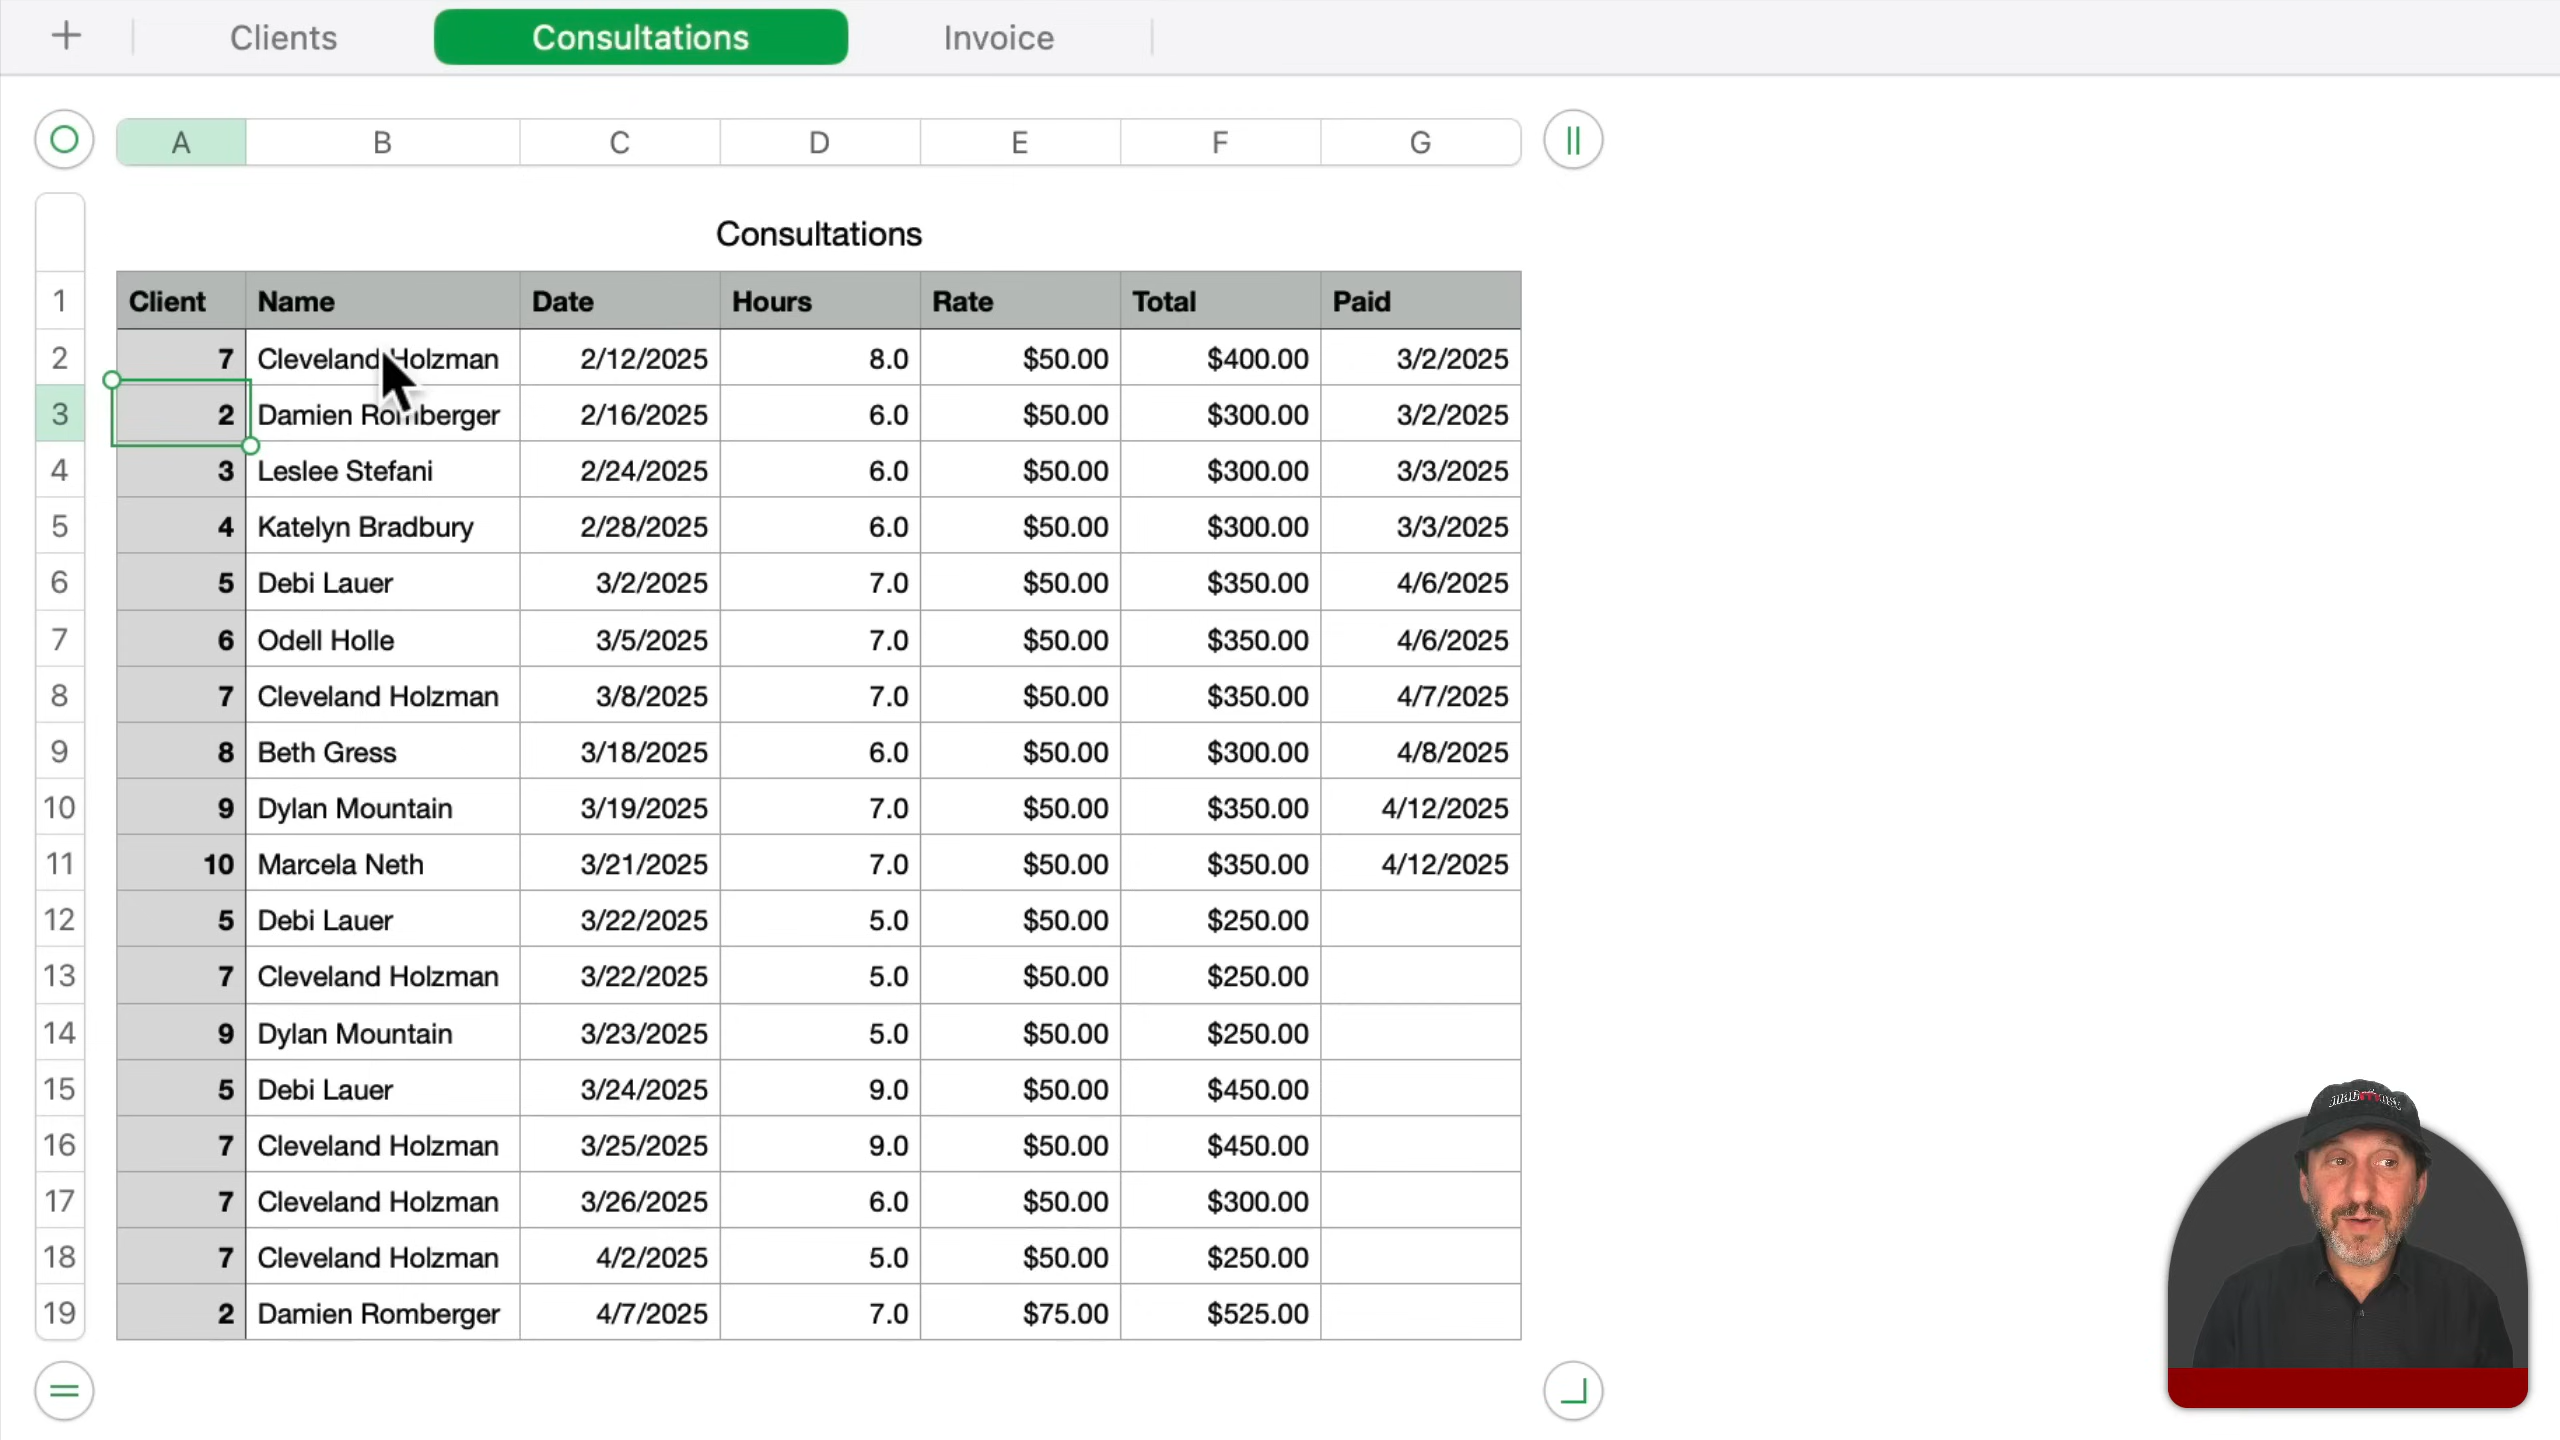 Clients Consultations Invoice
A B C D E F G
Consultations
1 Client Name Date Hours Rate Total Paid
2 7 Cleveland Holzman 2/12/2025 8.0 $50.00 $400.00 3/2/2025
3 2 Damien Romberger 2/16/2025 6.0 $50.00 $300.00 3/2/2025
4 3 Leslee Stefani 2/24/2025 6.0 $50.00 $300.00 3/3/2025
5 4 Katelyn Bradbury 2/28/2025 6.0 $50.00 $300.00 3/3/2025
6 5 Debi Lauer 3/2/2025 7.0 $50.00 $350.00 4/6/2025
7 6 Odell Holle 3/5/2025 7.0 $50.00 $350.00 4/6/2025
8 7 Cleveland Holzman 3/8/2025 7.0 $50.00 $350.00 4/7/2025
9 8 Beth Gress 3/18/2025 6.0 $50.00 $300.00 4/8/2025
10 9 Dylan Mountain 3/19/2025 7.0 $50.00 $350.00 4/12/2025
11 10 Marcela Neth 3/21/2025 7.0 $50.00 $350.00 4/12/2025
12 5 Debi Lauer 3/22/2025 5.0 $50.00 $250.00
13 7 Cleveland Holzman 3/22/2025 5.0 $50.00 $250.00
14 9 Dylan Mountain 3/23/2025 5.0 $50.00 $250.00
15 5 Debi Lauer 3/24/2025 9.0 $50.00 $450.00
16 7 Cleveland Holzman 3/25/2025 9.0 $50.00 $450.00
17 7 Cleveland Holzman 3/26/2025 6.0 $50.00 $300.00
18 7 Cleveland Holzman 4/2/2025 5.0 $50.00 $250.00
19 2 Damien Romberger 4/7/2025 7.0 $75.00 $525.00